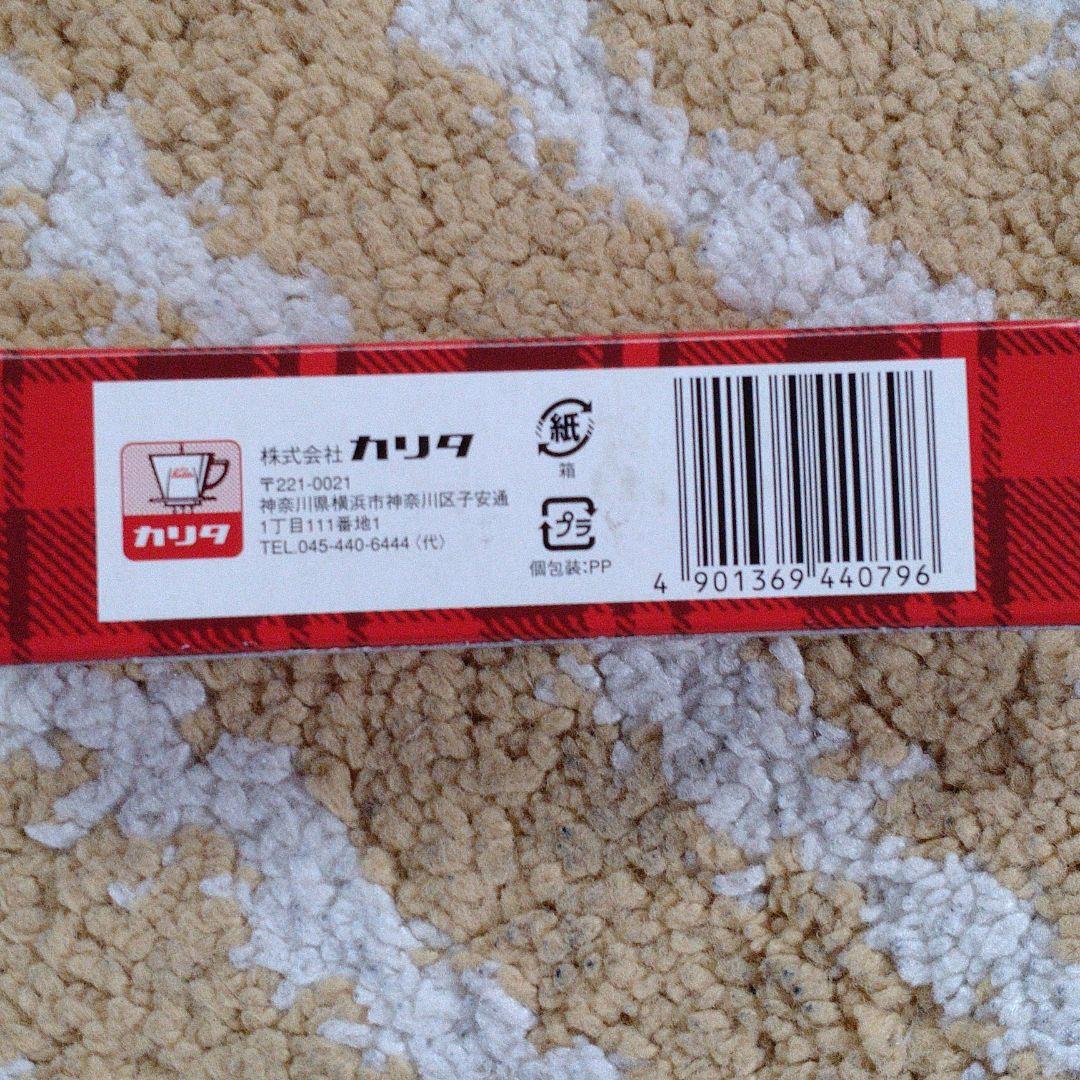 カリタ
株式会社 カリタ
〒221-0021
神奈川県横浜市神奈川区子安通
1丁目111番地1
TEL.045-440-6444〈代〉
紙
箱
プラ
個包装:PP
4 901369 440796